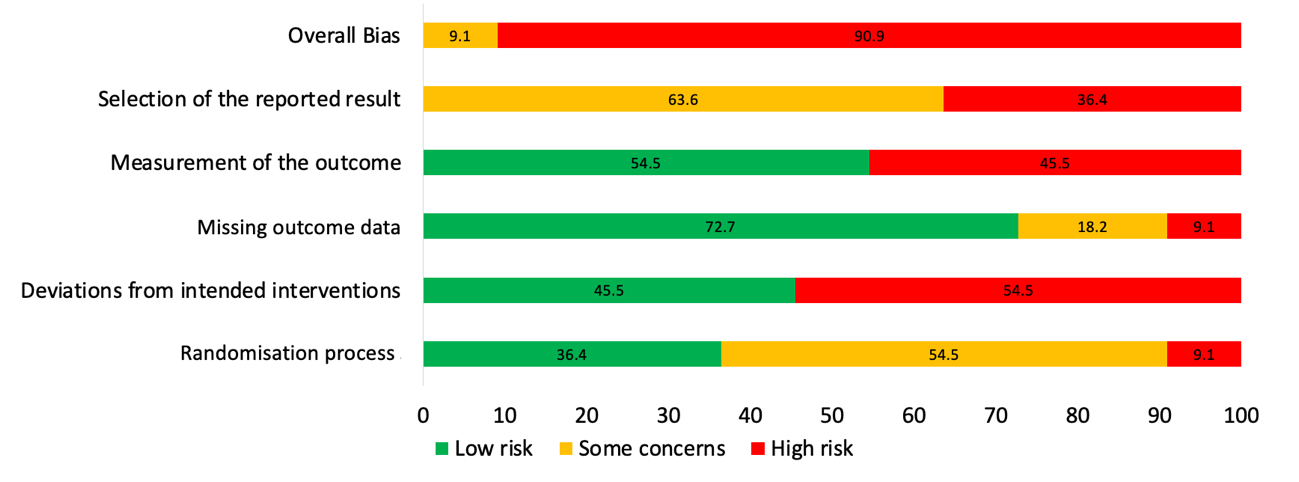 Overall Bias 9.1 90.9
Selection of the reported result 63.6 36.4
Measurement of the outcome 54.5 45.5
Missing outcome data 72.7 18.2 9.1
Deviations from intended interventions 45.5 54.5
Randomisation process 36.4 54.5 9.1
0 10 20 30 40 50 60 70 80 90 100
Low risk Some concerns High risk